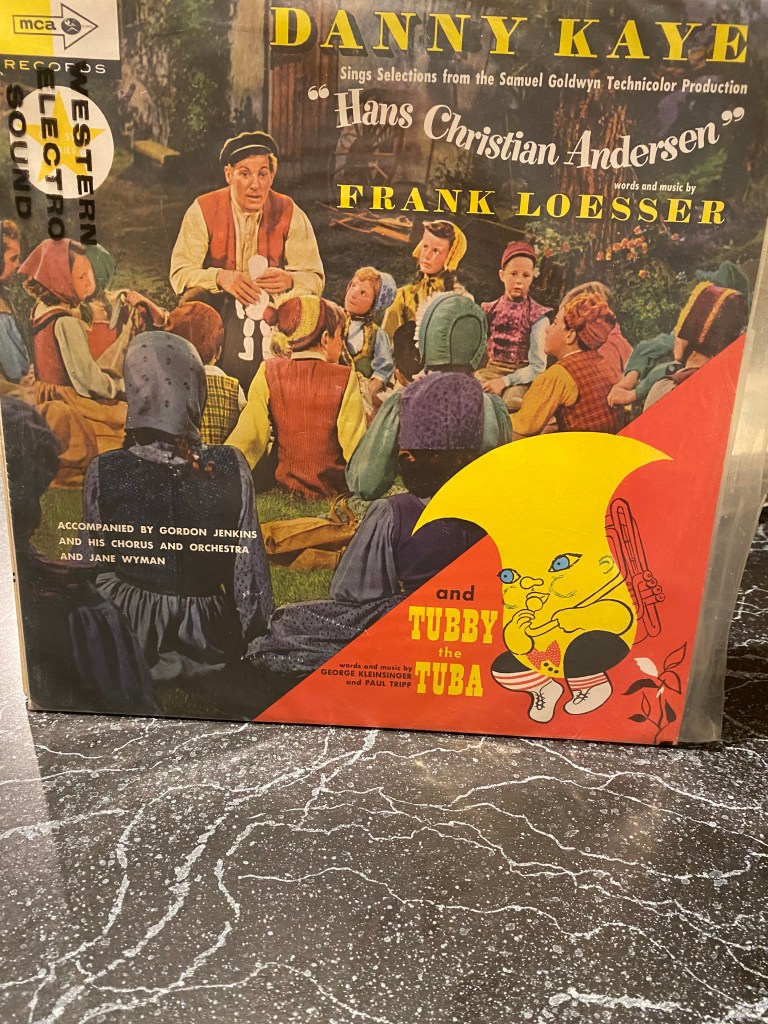 mca
RECORDS
WESTERN
ELECTRO
SOUND
DANNY KAYE
Sings Selections from the Samuel Goldwyn Technicolor Production
"Hans Christian Andersen"
words and music by
FRANK LOESSER
ACCOMPANIED BY GORDON JENKINS
AND HIS CHORUS AND ORCHESTRA
AND JANE WYMAN
and
TUBBY
the
TUBA
words and music by
GEORGE KLEINSINGER
and PAUL TRIPP